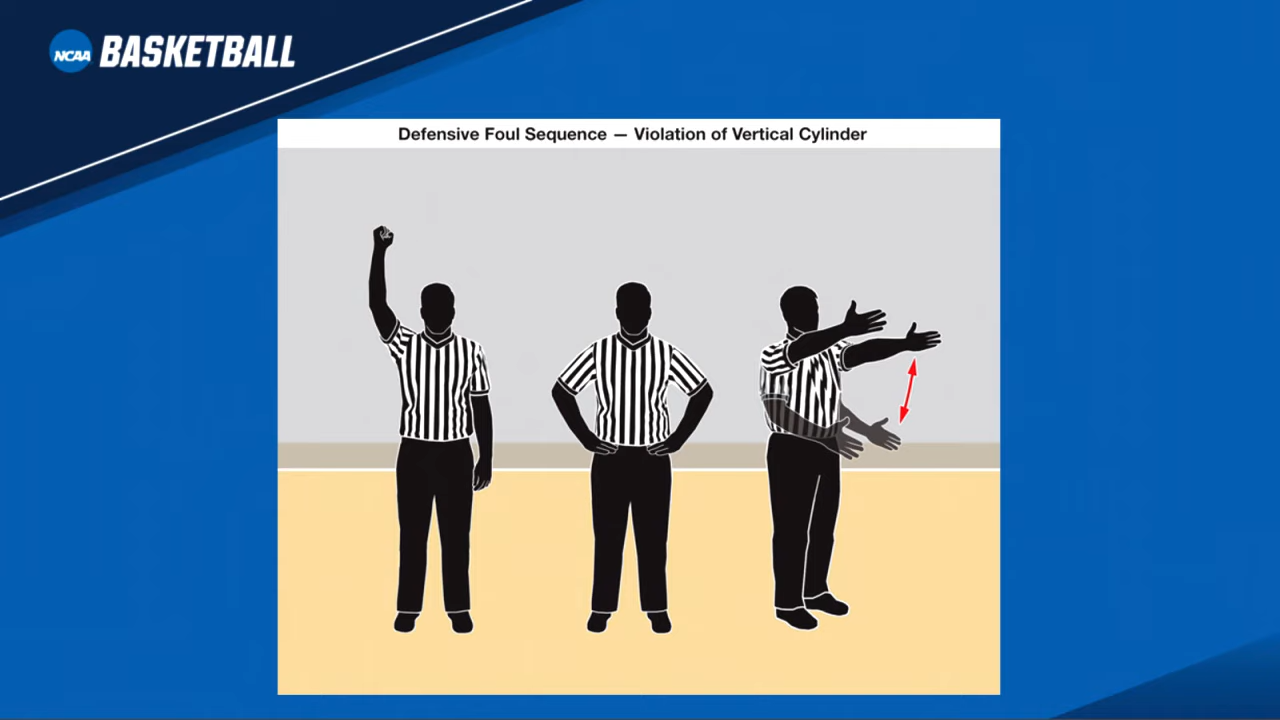 NCAA BASKETBALL
Defensive Foul Sequence — Violation of Vertical Cylinder